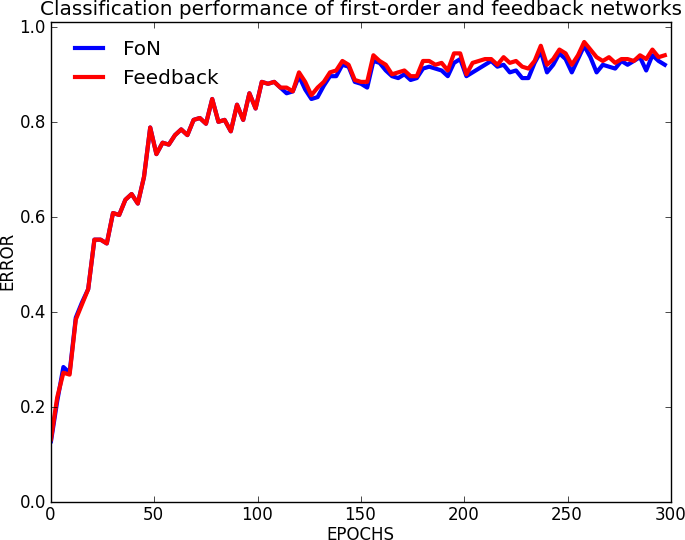 Classification performance of first-order and feedback networks
FoN
Feedback
ERROR
1.0
0.8
0.6
0.4
0.2
0.0
0 50 100 150 200 250 300
EPOCHS